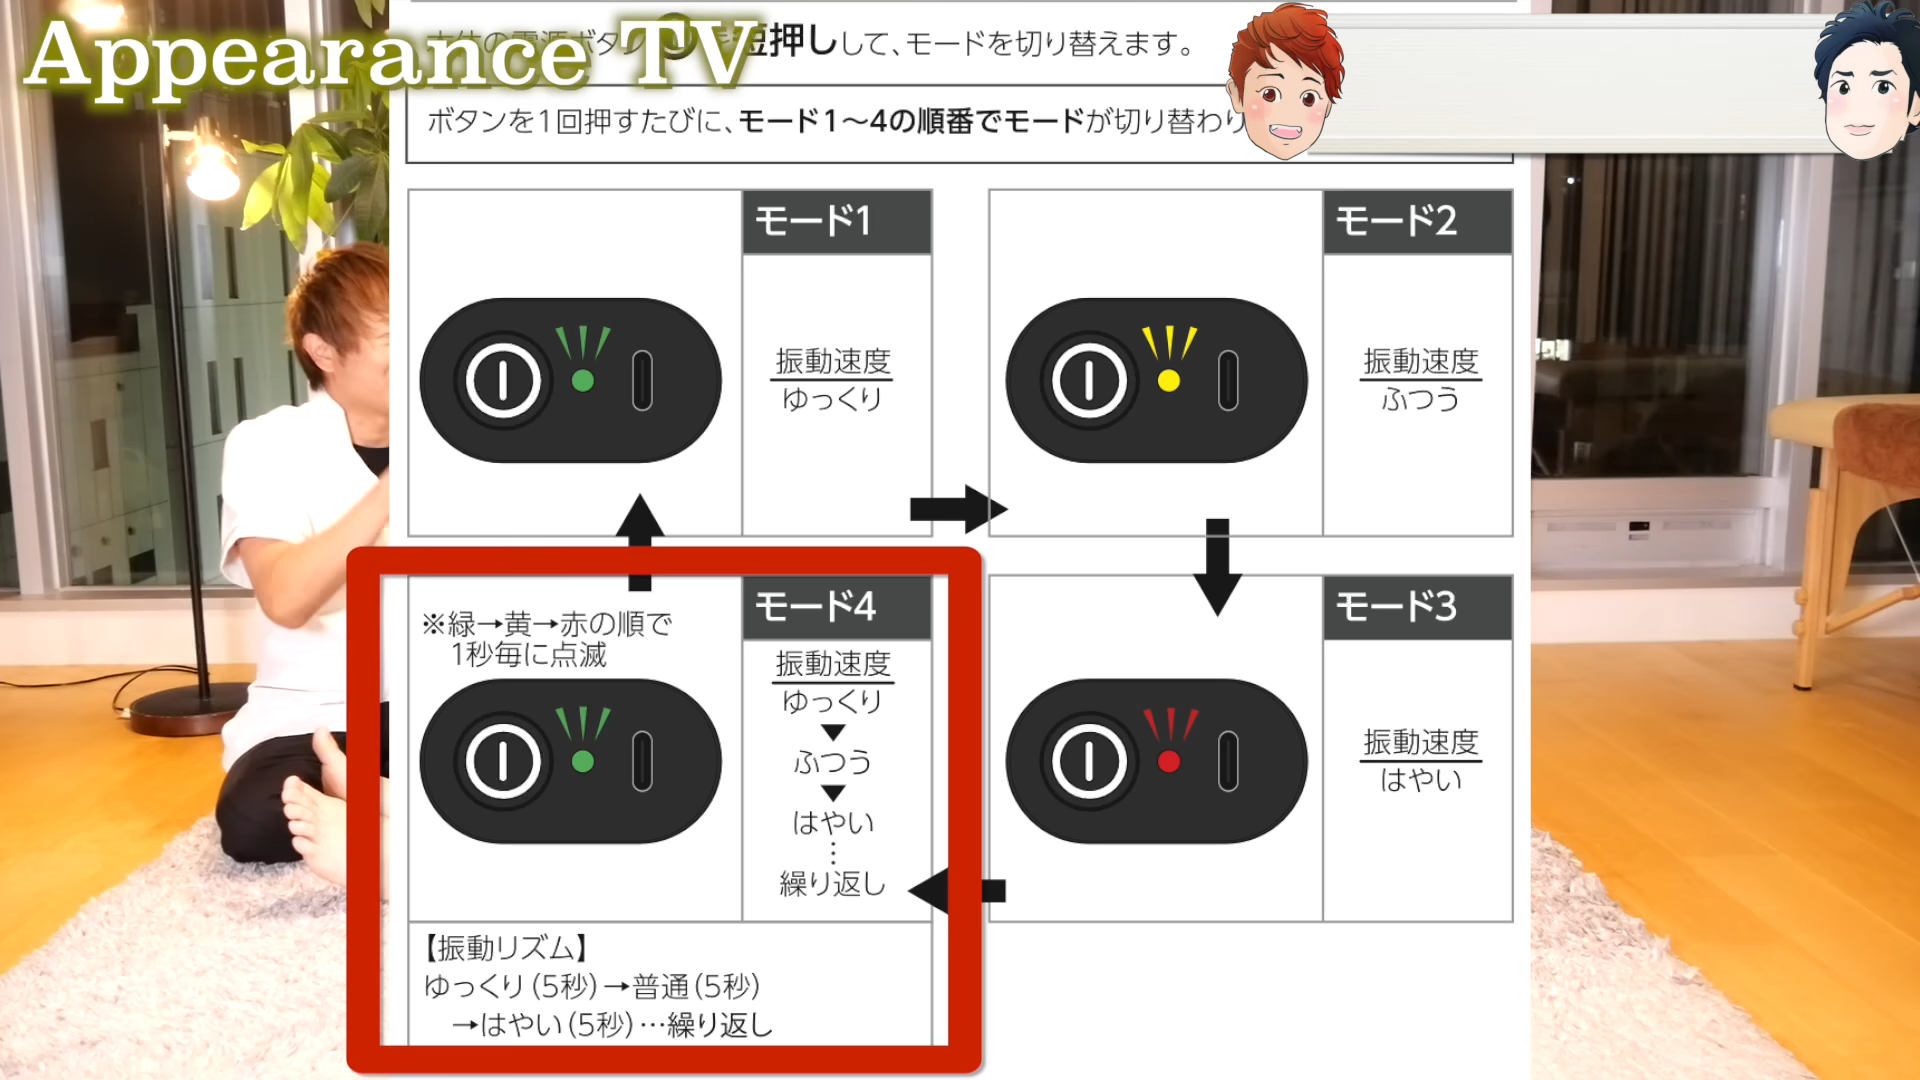 Appearance TV
短押しして、モードを切り替えます。
ボタンを1回押すたびに、モード1～4の順番でモードが切り替わり
モード1
振動速度
ゆっくり
モード2
振動速度
ふつう
※緑→黄→赤の順で
1秒毎に点滅
モード4
振動速度
ゆっくり
▼
ふつう
▼
はやい
⋮
繰り返し
【振動リズム】
ゆっくり(5秒)→普通(5秒)
→はやい(5秒)…繰り返し
モード3
振動速度
はやい